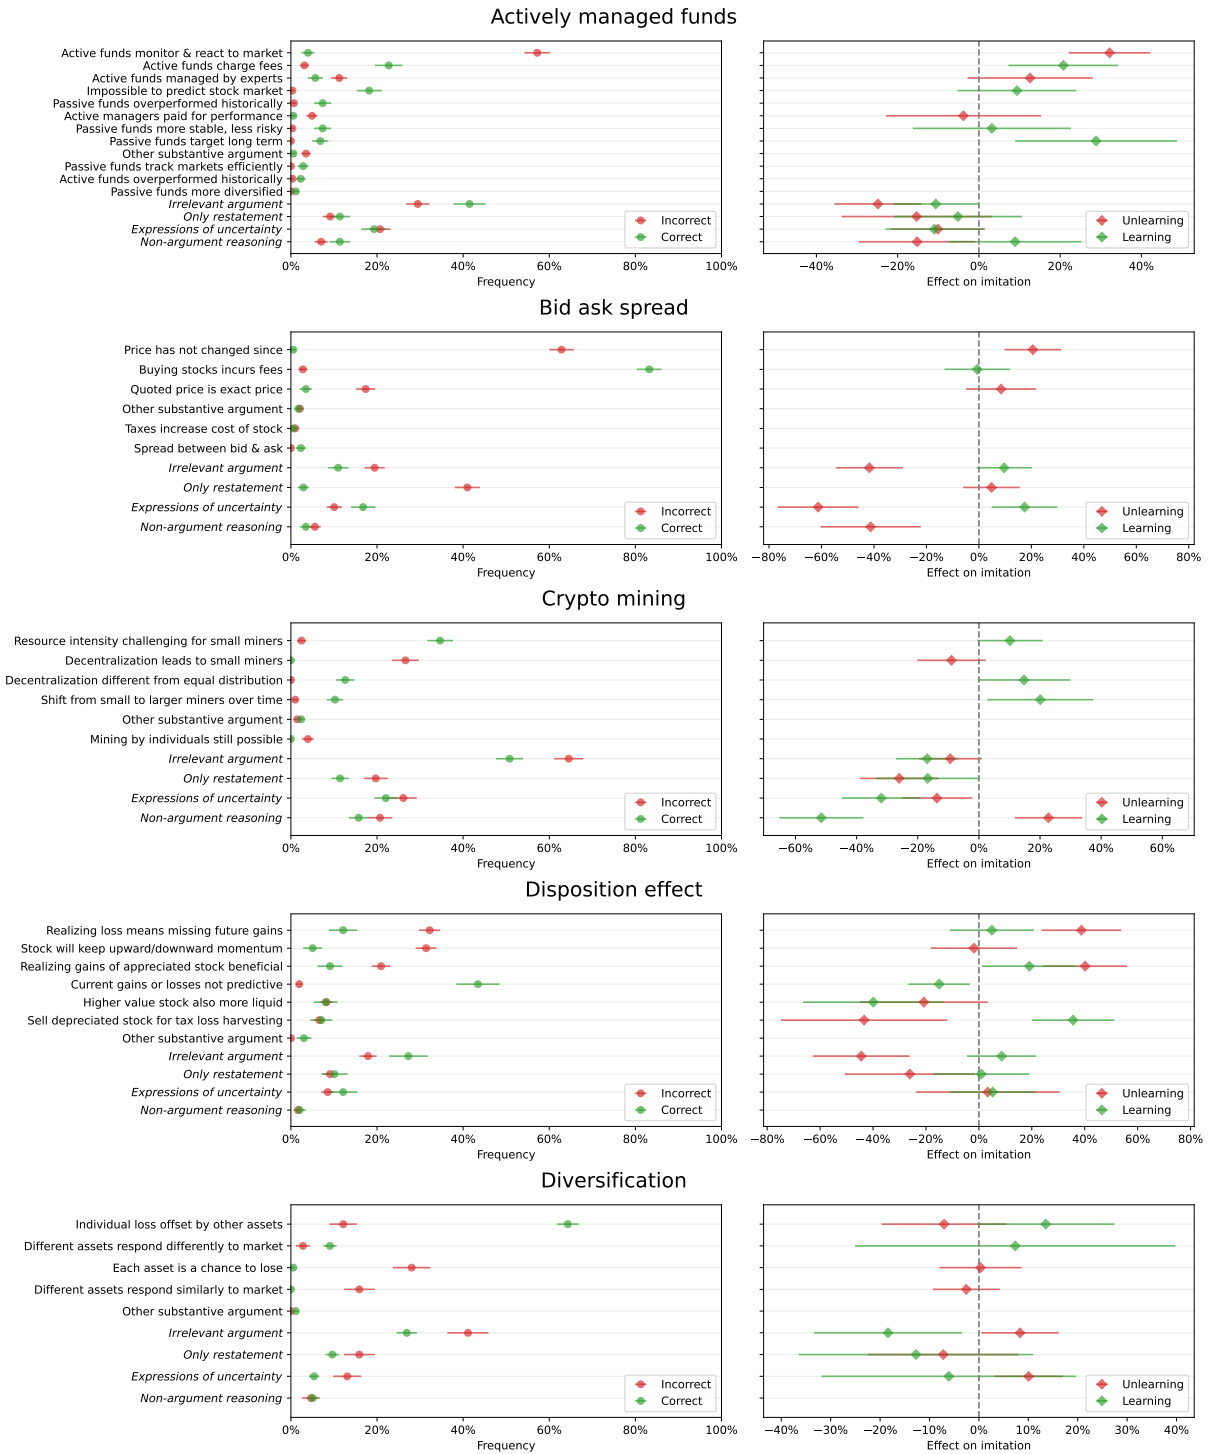 Actively managed funds
Active funds monitor & react to market
Active funds charge fees
Active funds managed by experts
Impossible to predict stock market
Passive funds overperformed historically
Active managers paid for performance
Passive funds more stable, less risky
Passive funds target long term
Other substantive argument
Passive funds track markets efficiently
Active funds overperformed historically
Passive funds more diversified
Irrelevant argument
Only restatement
Expressions of uncertainty
Non-argument reasoning
Incorrect
Correct
0% 20% 40% 60% 80% 100%
Frequency
Unlearning
Learning
−40% −20% 0% 20% 40%
Effect on imitation
Bid ask spread
Price has not changed since
Buying stocks incurs fees
Quoted price is exact price
Other substantive argument
Taxes increase cost of stock
Spread between bid & ask
Irrelevant argument
Only restatement
Expressions of uncertainty
Non-argument reasoning
Incorrect
Correct
0% 20% 40% 60% 80% 100%
Frequency
Unlearning
Learning
−80% −60% −40% −20% 0% 20% 40% 60% 80%
Effect on imitation
Crypto mining
Resource intensity challenging for small miners
Decentralization leads to small miners
Decentralization different from equal distribution
Shift from small to larger miners over time
Other substantive argument
Mining by individuals still possible
Irrelevant argument
Only restatement
Expressions of uncertainty
Non-argument reasoning
Incorrect
Correct
0% 20% 40% 60% 80% 100%
Frequency
Unlearning
Learning
−60% −40% −20% 0% 20% 40% 60%
Effect on imitation
Disposition effect
Realizing loss means missing future gains
Stock will keep upward/downward momentum
Realizing gains of appreciated stock beneficial
Current gains or losses not predictive
Higher value stock also more liquid
Sell depreciated stock for tax loss harvesting
Other substantive argument
Irrelevant argument
Only restatement
Expressions of uncertainty
Non-argument reasoning
Incorrect
Correct
0% 20% 40% 60% 80% 100%
Frequency
Unlearning
Learning
−80% −60% −40% −20% 0% 20% 40% 60% 80%
Effect on imitation
Diversification
Individual loss offset by other assets
Different assets respond differently to market
Each asset is a chance to lose
Different assets respond similarly to market
Other substantive argument
Irrelevant argument
Only restatement
Expressions of uncertainty
Non-argument reasoning
Incorrect
Correct
0% 20% 40% 60% 80% 100%
Frequency
Unlearning
Learning
−40% −30% −20% −10% 0% 10% 20% 30% 40%
Effect on imitation